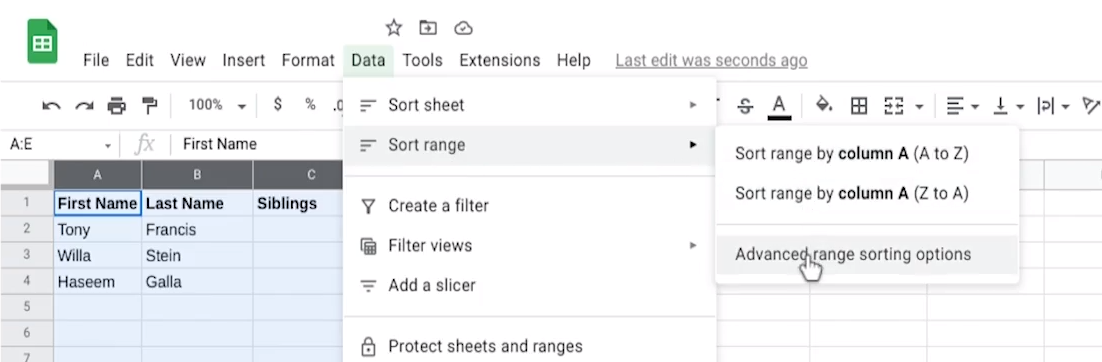 File Edit View Insert Format Data Tools Extensions Help Last edit was seconds ago
100% $ % .0 A
A:E fx First Name
Sort sheet
Sort range
Create a filter
Filter views
Add a slicer
Protect sheets and ranges
Sort range by column A (A to Z)
Sort range by column A (Z to A)
Advanced range sorting options
A B C
1 First Name Last Name Siblings
2 Tony Francis
3 Willa Stein
4 Haseem Galla
5
6
7